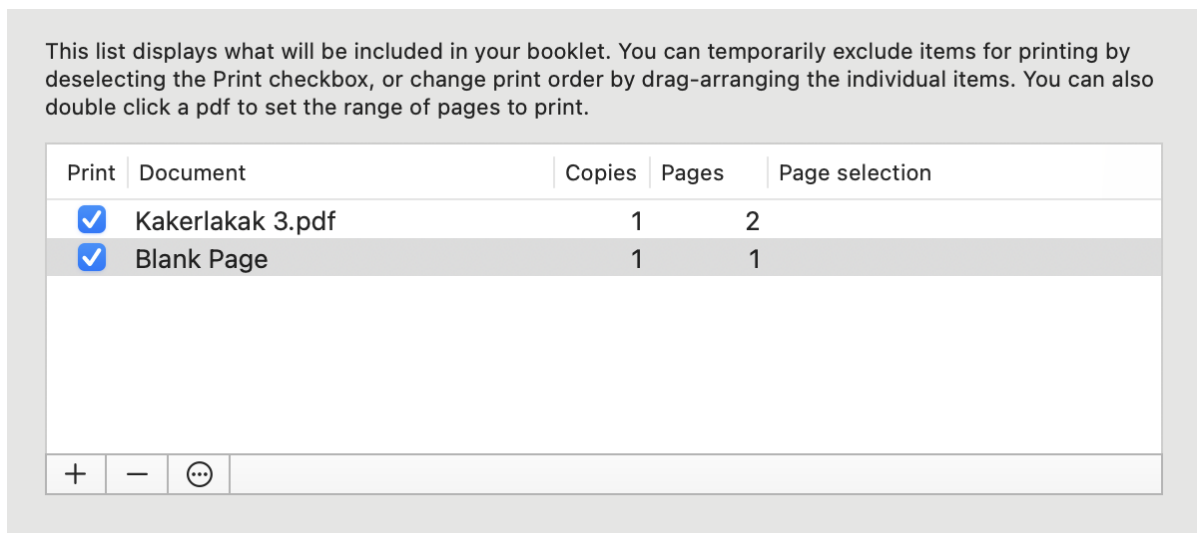 This list displays what will be included in your booklet. You can temporarily exclude items for printing by
deselecting the Print checkbox, or change print order by drag-arranging the individual items. You can also
double click a pdf to set the range of pages to print.
Print Document Copies Pages Page selection
Kakerlakak 3.pdf 1 2
Blank Page 1 1